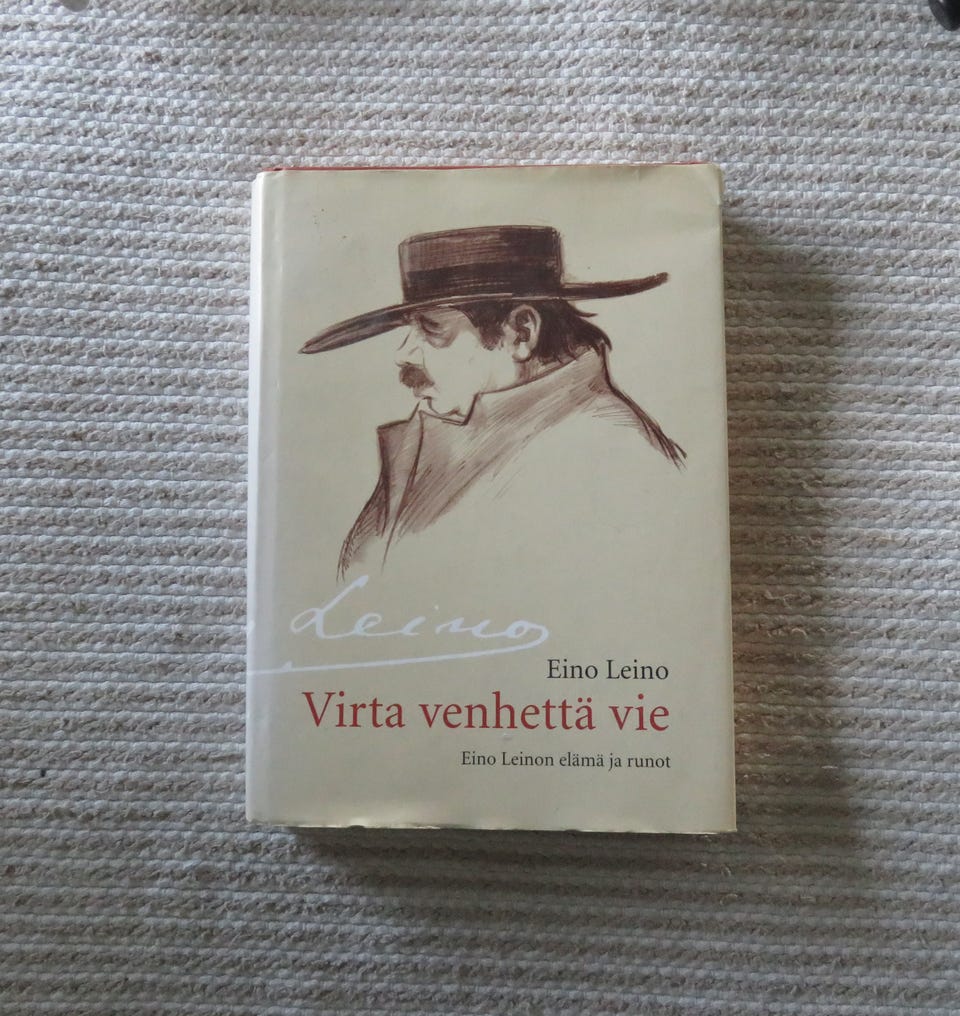 Leino
Eino Leino
Virta venhettä vie
Eino Leinon elämä ja runot